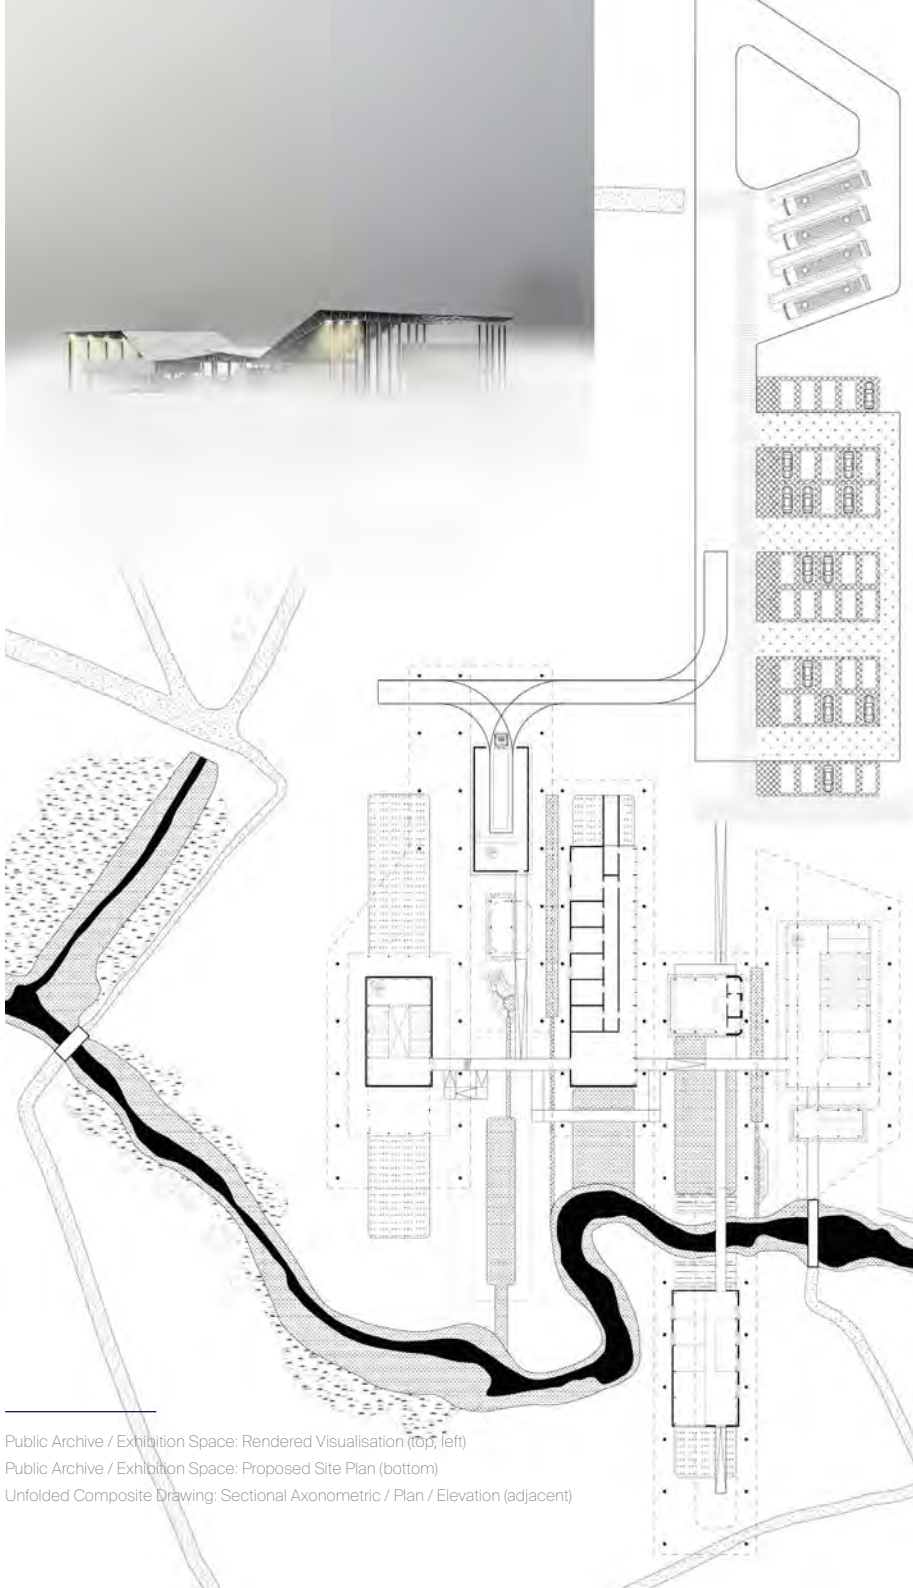 Public Archive / Exhibition Space: Rendered Visualisation (top, left)
Public Archive / Exhibition Space: Proposed Site Plan (bottom)
Unfolded Composite Drawing: Sectional Axonometric / Plan / Elevation (adjacent)